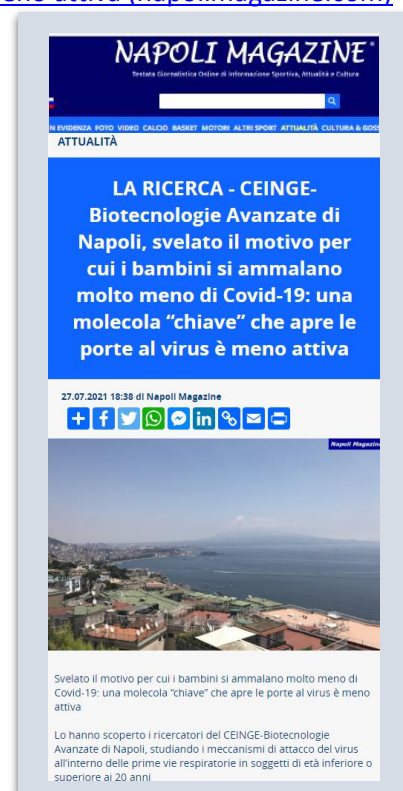 attiva (napolimagazine.com)
NAPOLI MAGAZINE
Testata Giornalistica Online di informazione Sportiva, Attualità e Cultura
N EVIDENZA FOTO VIDEO CALCIO BASKET MOTORI ALTRI SPORT ATTUALITÀ CULTURA & GOSS
ATTUALITÀ
LA RICERCA - CEINGE-
Biotecnologie Avanzate di
Napoli, svelato il motivo per
cui i bambini si ammalano
molto meno di Covid-19: una
molecola “chiave” che apre le
porte al virus è meno attiva
27.07.2021 18:38 di Napoli Magazine
Napoli Magazine
Svelato il motivo per cui i bambini si ammalano molto meno di
Covid-19: una molecola “chiave” che apre le porte al virus è meno
attiva
Lo hanno scoperto i ricercatori del CEINGE-Biotecnologie
Avanzate di Napoli, studiando i meccanismi di attacco del virus
all’interno delle prime vie respiratorie in soggetti di età inferiore o
superiore ai 20 anni